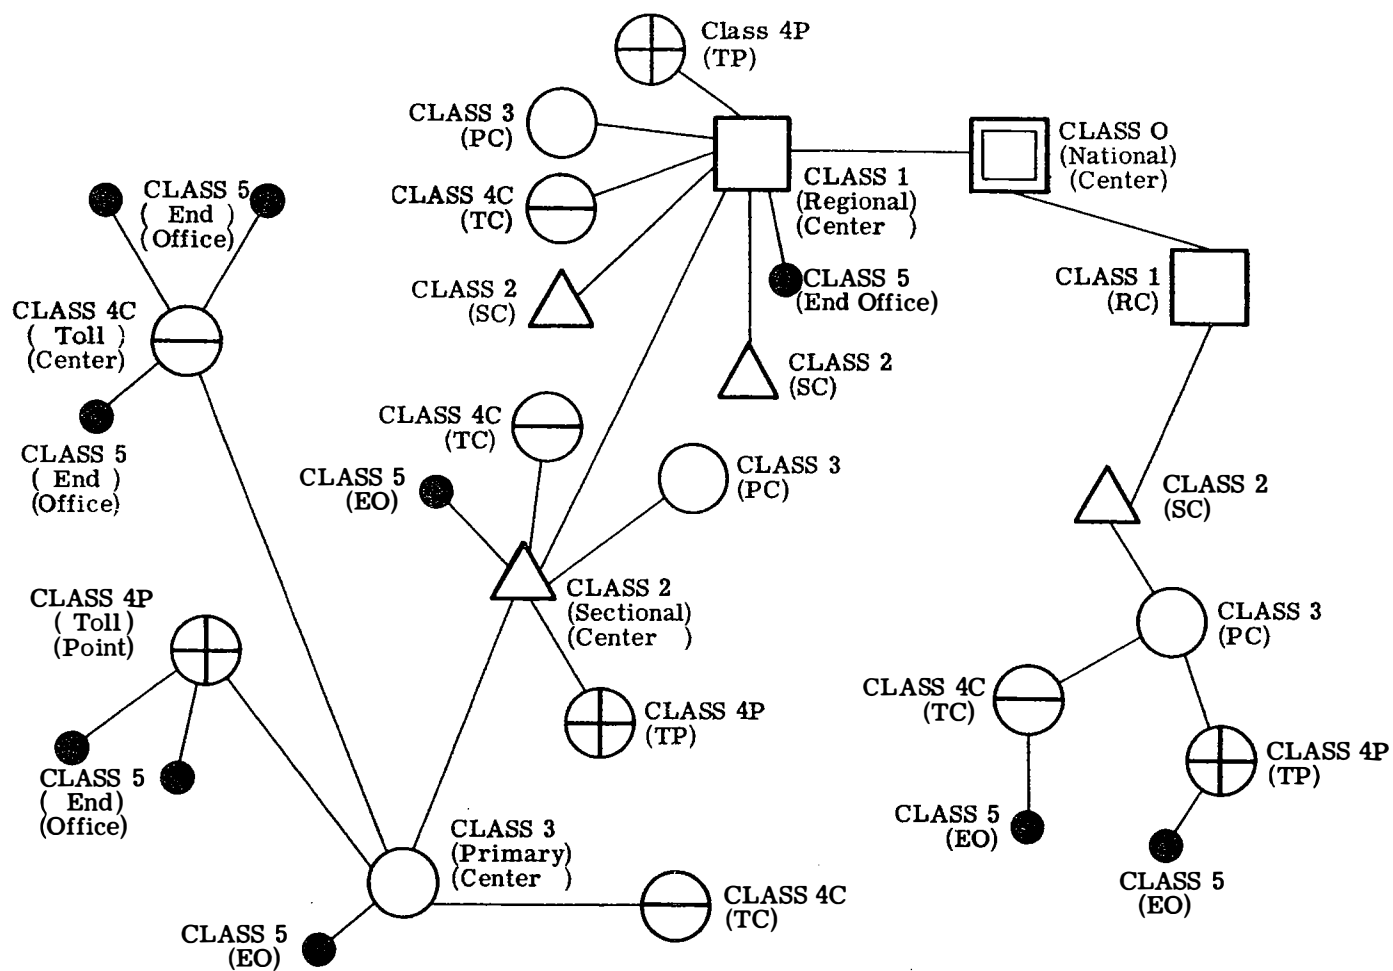 Class 4P
(TP)
CLASS 3
(PC)
CLASS O
(National)
(Center)
CLASS 1
(Regional)
(Center )
CLASS 4C
(TC)
CLASS 5
( End )
(Office)
CLASS 2
(SC)
CLASS 5
(End Office)
CLASS 1
(RC)
CLASS 4C
( Toll )
(Center)
CLASS 2
(SC)
CLASS 4C
(TC)
CLASS 5
( End )
(Office)
CLASS 5
(EO)
CLASS 3
(PC)
CLASS 2
(SC)
CLASS 2
(Sectional)
(Center )
CLASS 4P
( Toll )
(Point)
CLASS 3
(PC)
CLASS 4C
(TC)
CLASS 4P
(TP)
CLASS 4P
(TP)
CLASS 5
( End)
(Office)
CLASS 5
(EO)
CLASS 3
(Primary)
(Center )
CLASS 5
(EO)
CLASS 4C
(TC)
CLASS 5
(EO)